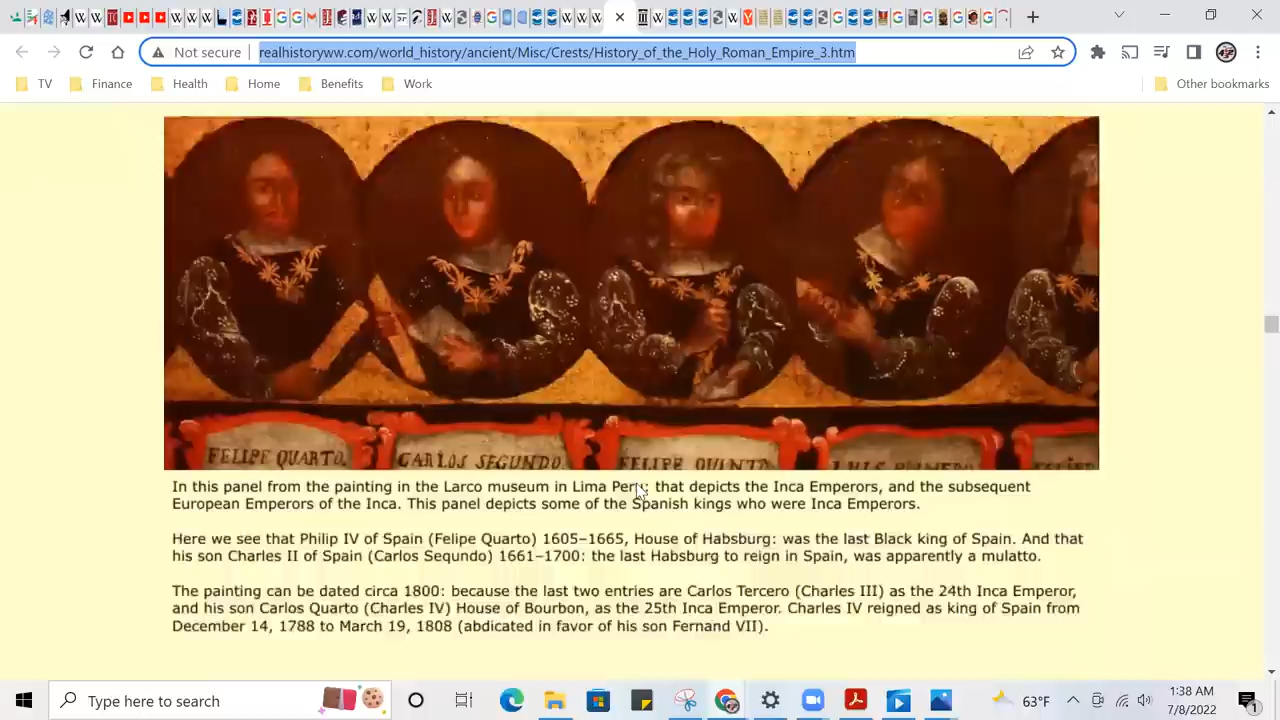 Not secure
realhistoryww.com/world_history/ancient/Misc/Crests/History_of_the_Holy_Roman_Empire_3.htm
TV
Finance
Health
Home
Benefits
Work
Other bookmarks
FELIPE QUARTO.
CARLOS SEGUNDO.
FELIPE QUINTO
In this panel from the painting in the Larco museum in Lima that depicts the Inca Emperors, and the subsequent
European Emperors of the Inca. This panel depicts some of the Spanish kings who were Inca Emperors.
Here we see that Philip IV of Spain (Felipe Quarto) 1605–1665, House of Habsburg: was the last Black king of Spain. And that
his son Charles II of Spain (Carlos Sequndo) 1661–1700: the last Habsburg to reign in Spain, was apparently a mulatto.
The painting can be dated circa 1800: because the last two entries are Carlos Tercero (Charles III) as the 24th Inca Emperor,
and his son Carlos Quarto (Charles IV) House of Bourbon, as the 25th Inca Emperor. Charles IV reigned as king of Spain from
December 14, 1788 to March 19, 1808 (abdicated in favor of his son Fernand VII).
Type here to search
63°F
1:38 AM
7/8/2022
1